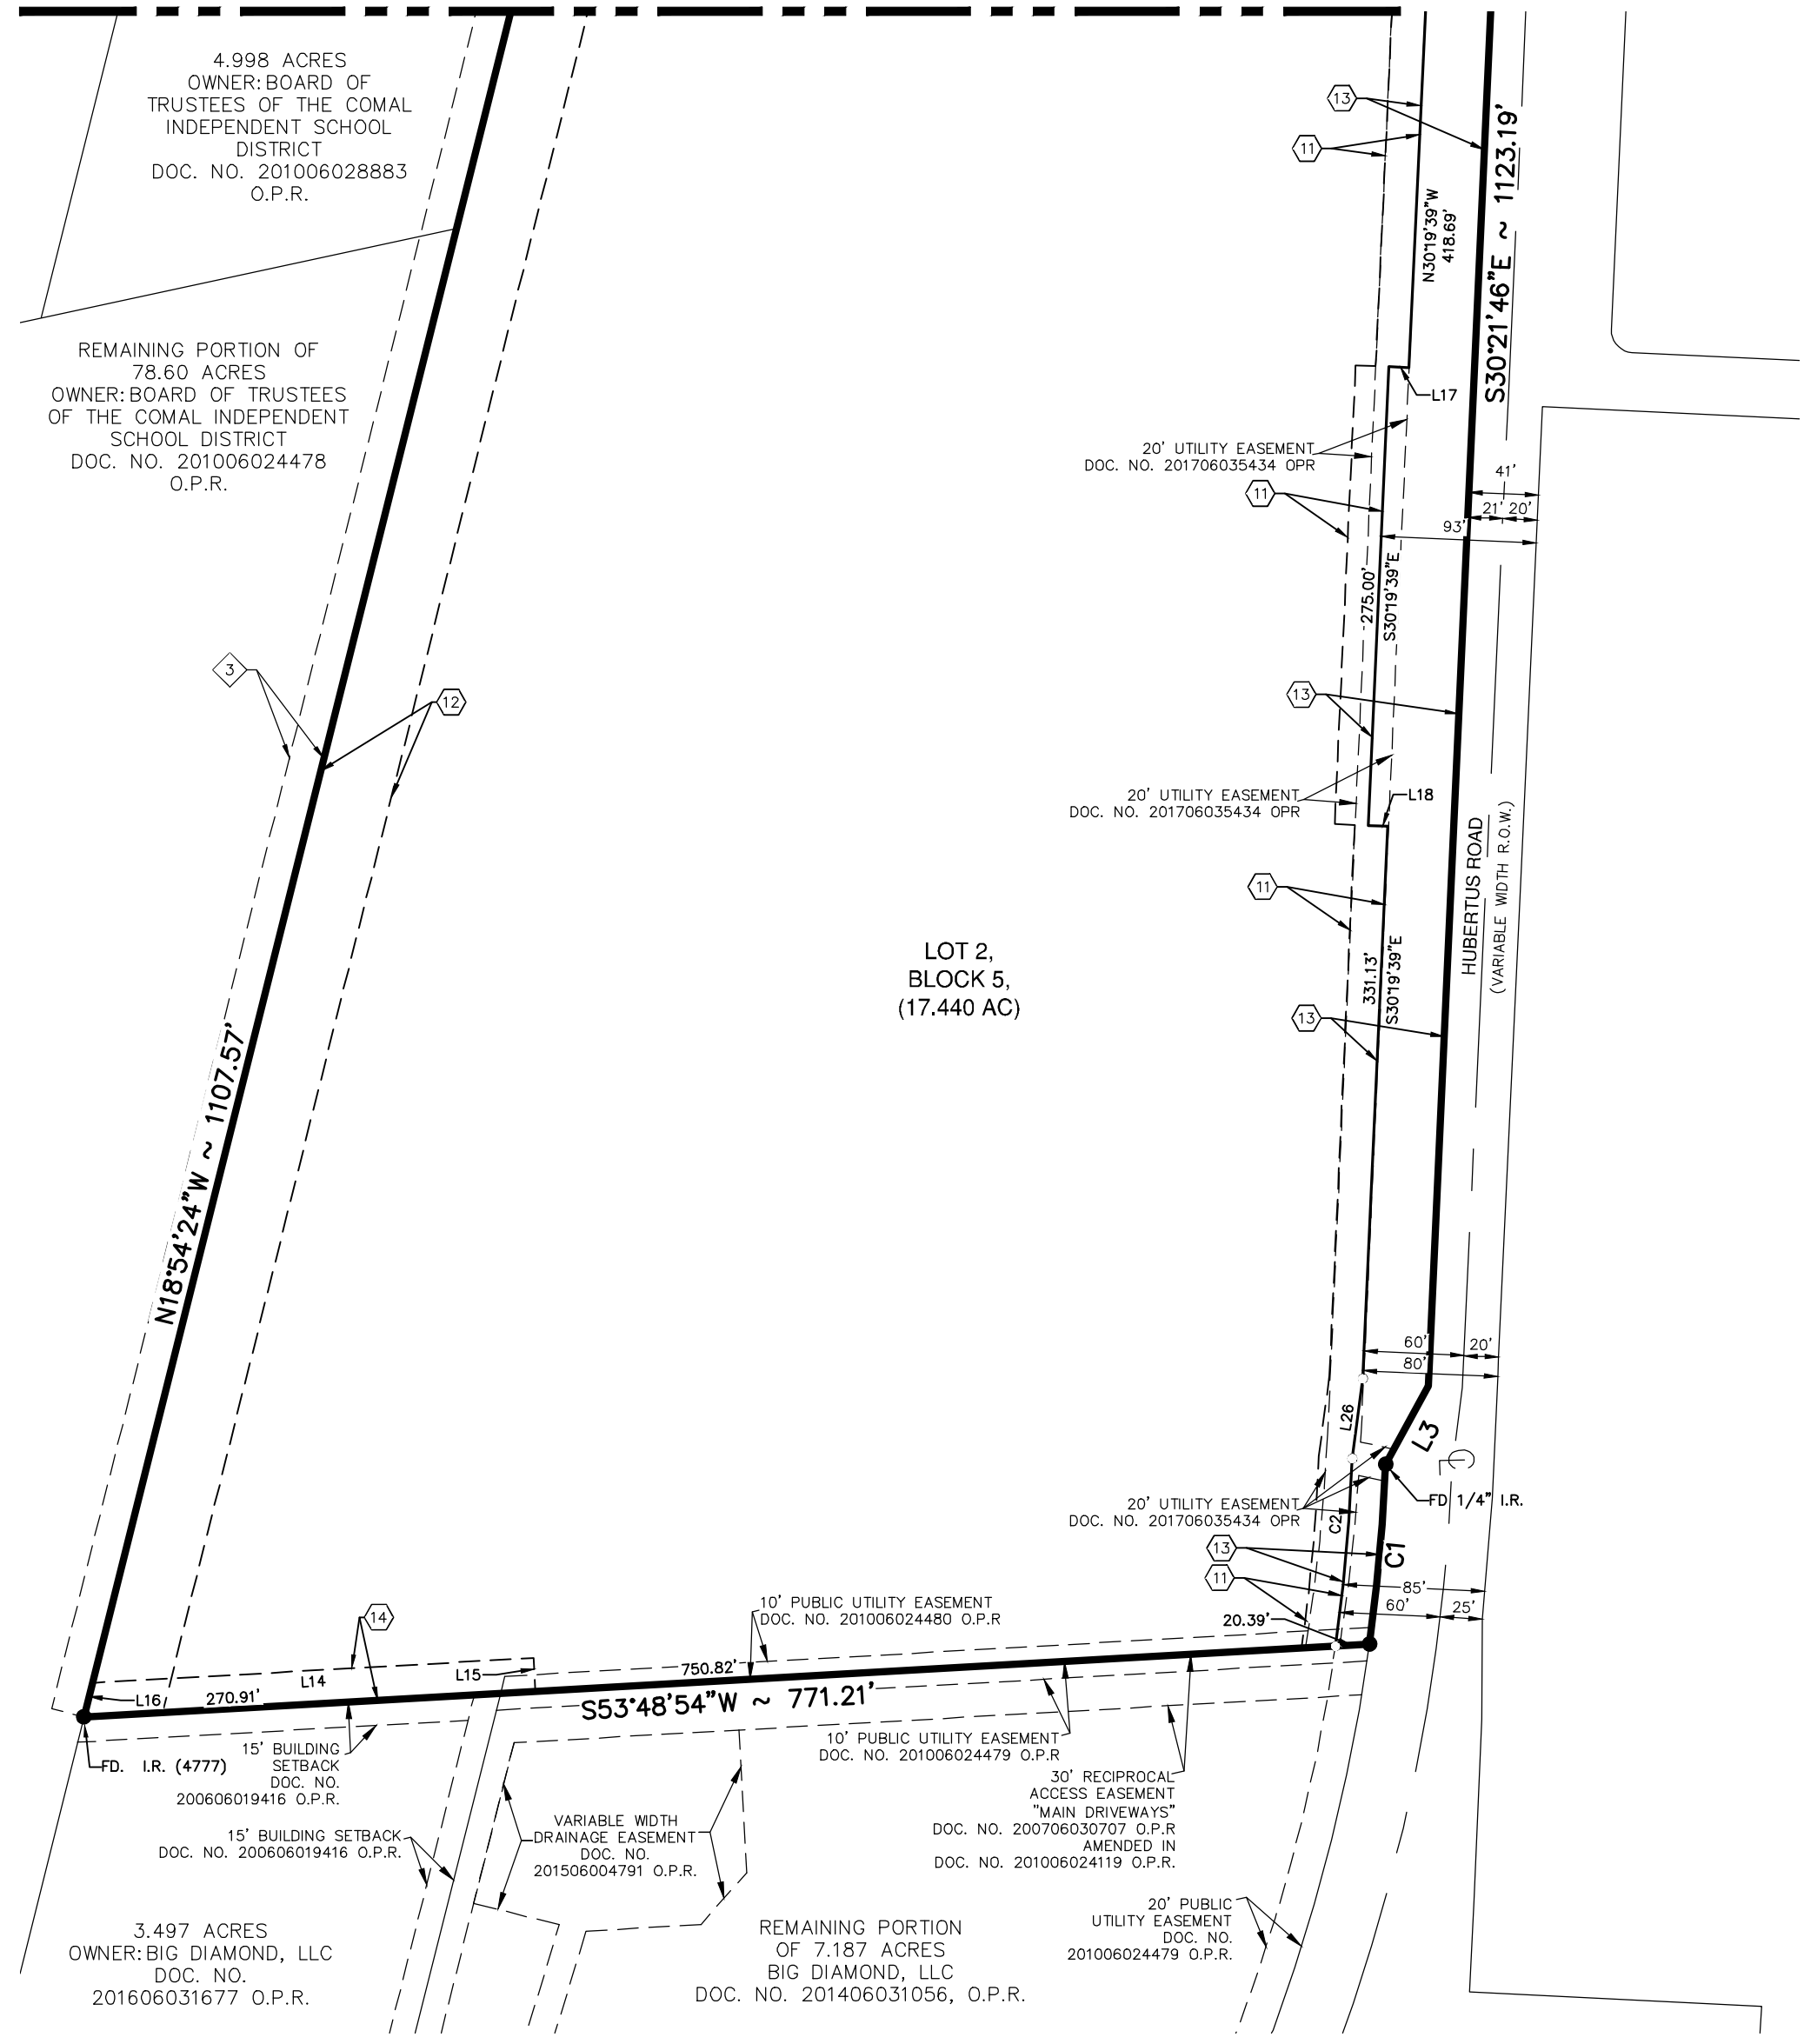 4.998 ACRES
OWNER: BOARD OF
TRUSTEES OF THE COMAL
INDEPENDENT SCHOOL
DISTRICT
DOC. NO. 201006028883
O.P.R.
REMAINING PORTION OF
78.60 ACRES
OWNER: BOARD OF TRUSTEES
OF THE COMAL INDEPENDENT
SCHOOL DISTRICT
DOC. NO. 201006024478
O.P.R.
13
11
N30°19'39"W
418.69'
S30°21'46"E ~ 1123.19'
L17
20' UTILITY EASEMENT
DOC. NO. 201706035434 OPR
41'
21' 20'
93'
11
275.00'
S30°19'39"E
3
12
13
20' UTILITY EASEMENT
DOC. NO. 201706035434 OPR
L18
HUBERTUS ROAD
(VARIABLE WIDTH R.O.W.)
11
LOT 2,
BLOCK 5,
(17.440 AC)
331.13'
S30°19'39"E
13
N18°54'24"W ~ 1107.57'
60'
20'
80'
L26
L3
CL
FD 1/4" I.R.
20' UTILITY EASEMENT
DOC. NO. 201706035434 OPR
C2
C1
13
11
85'
60'
25'
20.39'
10' PUBLIC UTILITY EASEMENT
DOC. NO. 201006024480 O.P.R
14
L16
270.91'
L14
L15
750.82'
S53°48'54"W ~ 771.21'
FD. I.R. (4777)
15' BUILDING
SETBACK
DOC. NO.
200606019416 O.P.R.
10' PUBLIC UTILITY EASEMENT
DOC. NO. 201006024479 O.P.R
30' RECIPROCAL
ACCESS EASEMENT
"MAIN DRIVEWAYS"
DOC. NO. 200706030707 O.P.R
AMENDED IN
DOC. NO. 201006024119 O.P.R.
15' BUILDING SETBACK
DOC. NO. 200606019416 O.P.R.
VARIABLE WIDTH
DRAINAGE EASEMENT
DOC. NO.
201506004791 O.P.R.
20' PUBLIC
UTILITY EASEMENT
DOC. NO.
201006024479 O.P.R.
3.497 ACRES
OWNER: BIG DIAMOND, LLC
DOC. NO.
201606031677 O.P.R.
REMAINING PORTION
OF 7.187 ACRES
BIG DIAMOND, LLC
DOC. NO. 201406031056, O.P.R.